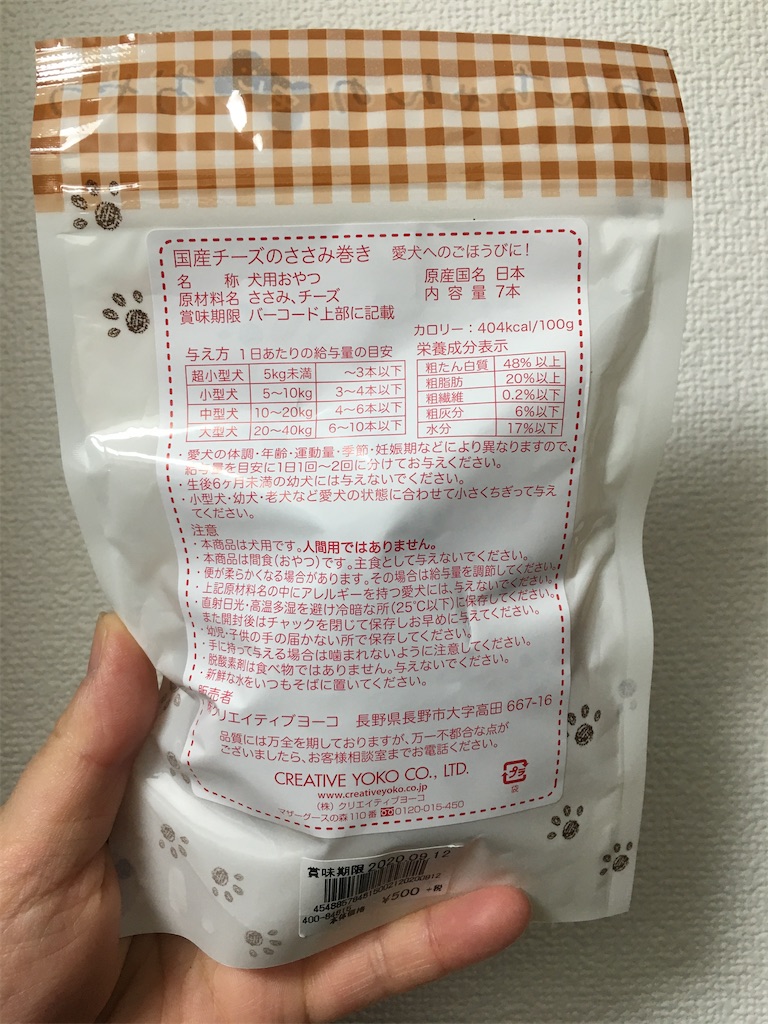 わんちゃんのおやつ
国産チーズのささみ巻き 愛犬へのごほうびに!
名 称 犬用おやつ 原産国名 日本
原材料名 ささみ、チーズ 内容量 7本
賞味期限 バーコード上部に記載
カロリー:404kcal/100g
与え方 1日あたりの給与量の目安
超小型犬 5kg未満 ~3本以下
小型犬 5~10kg 3~4本以下
中型犬 10~20kg 4~6本以下
大型犬 20~40kg 6~10本以下
栄養成分表示
粗たん白質 48%以上
粗脂肪 20%以上
粗繊維 0.2%以下
粗灰分 6%以下
水分 17%以下
・愛犬の体調・年齢・運動量・季節・妊娠期などにより異なりますので、
給与量を目安に1日1回~2回に分けてお与えください。
・生後6ヶ月未満の幼犬には与えないでください。
・小型犬・幼犬・老犬など愛犬の状態に合わせて小さくちぎって与え
てください。
注意
・本商品は犬用です。人間用ではありません。
・本商品は間食(おやつ)です。主食として与えないでください。
・便が柔らかくなる場合があります。その場合は給与量を調節してください。
・上記原材料名の中にアレルギーを持つ愛犬には、与えないでください。
・直射日光・高温多湿を避け冷暗な所(25℃以下)に保存してください。
また開封後はチャックを閉じて保存しお早めに与えてください。
・幼児・子供の手の届かない所で保存してください。
・手に持って与える場合は噛まれないように注意してください。
・脱酸素剤は食べ物ではありません。与えないでください。
・新鮮な水をいつもそばに置いてください。
販売者
㈱クリエイティブヨーコ 長野県長野市大字高田 667-16
品質には万全を期しておりますが、万一不都合な点が
ございましたら、お客様相談室までお電話ください。
CREATIVE YOKO CO., LTD.
www.creativeyoko.co.jp
(株)クリエイティブヨーコ
マザーグースの森110番 0120-015-450
プラ
袋
賞味期限 2020.09.12
¥500 +税
本体価格